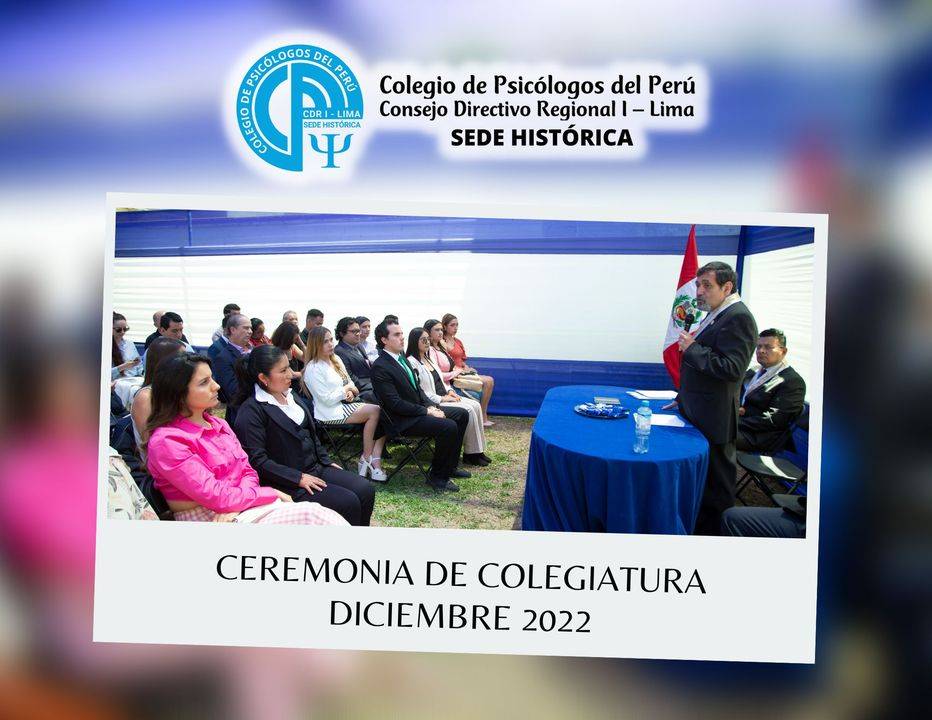 COLEGIO DE PSICÓLOGOS DEL PERÚ
CDR I - LIMA
SEDE HISTÓRICA
Colegio de Psicólogos del Perú
Consejo Directivo Regional I – Lima
SEDE HISTÓRICA
CEREMONIA DE COLEGIATURA
DICIEMBRE 2022